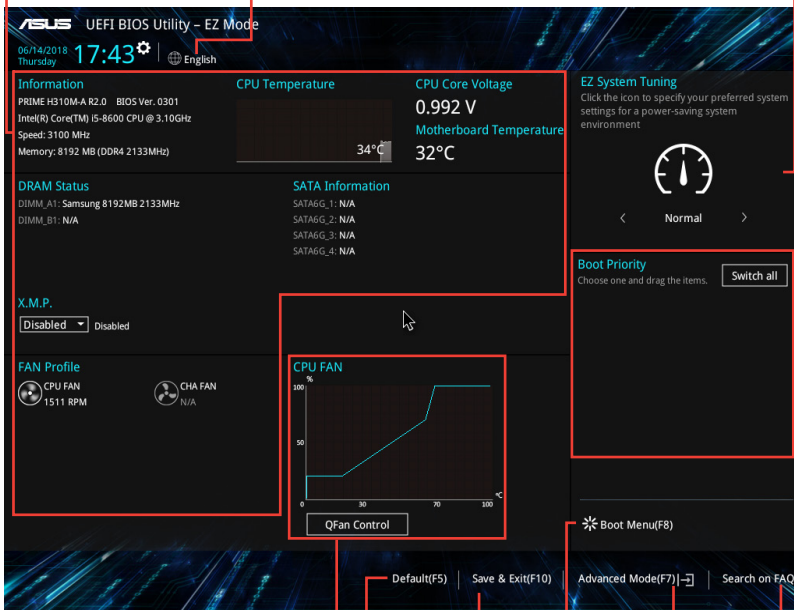 ASUS UEFI BIOS Utility – EZ Mode
06/14/2018
Thursday
17:43
English
Information
PRIME H310M-A R2.0 BIOS Ver. 0301
Intel(R) Core(TM) i5-8600 CPU @ 3.10GHz
Speed: 3100 MHz
Memory: 8192 MB (DDR4 2133MHz)
CPU Temperature
34°C
CPU Core Voltage
0.992 V
Motherboard Temperature
32°C
EZ System Tuning
Click the icon to specify your preferred system
settings for a power-saving system
environment
Normal
DRAM Status
DIMM_A1: Samsung 8192MB 2133MHz
DIMM_B1: N/A
SATA Information
SATA6G_1: N/A
SATA6G_2: N/A
SATA6G_3: N/A
SATA6G_4: N/A
Boot Priority
Choose one and drag the items.
Switch all
X.M.P.
Disabled Disabled
FAN Profile
CPU FAN
1511 RPM
CHA FAN
N/A
CPU FAN
%
100
50
°C
0 30 70 100
QFan Control
Boot Menu(F8)
Default(F5)
Save & Exit(F10)
Advanced Mode(F7)
Search on FAQ